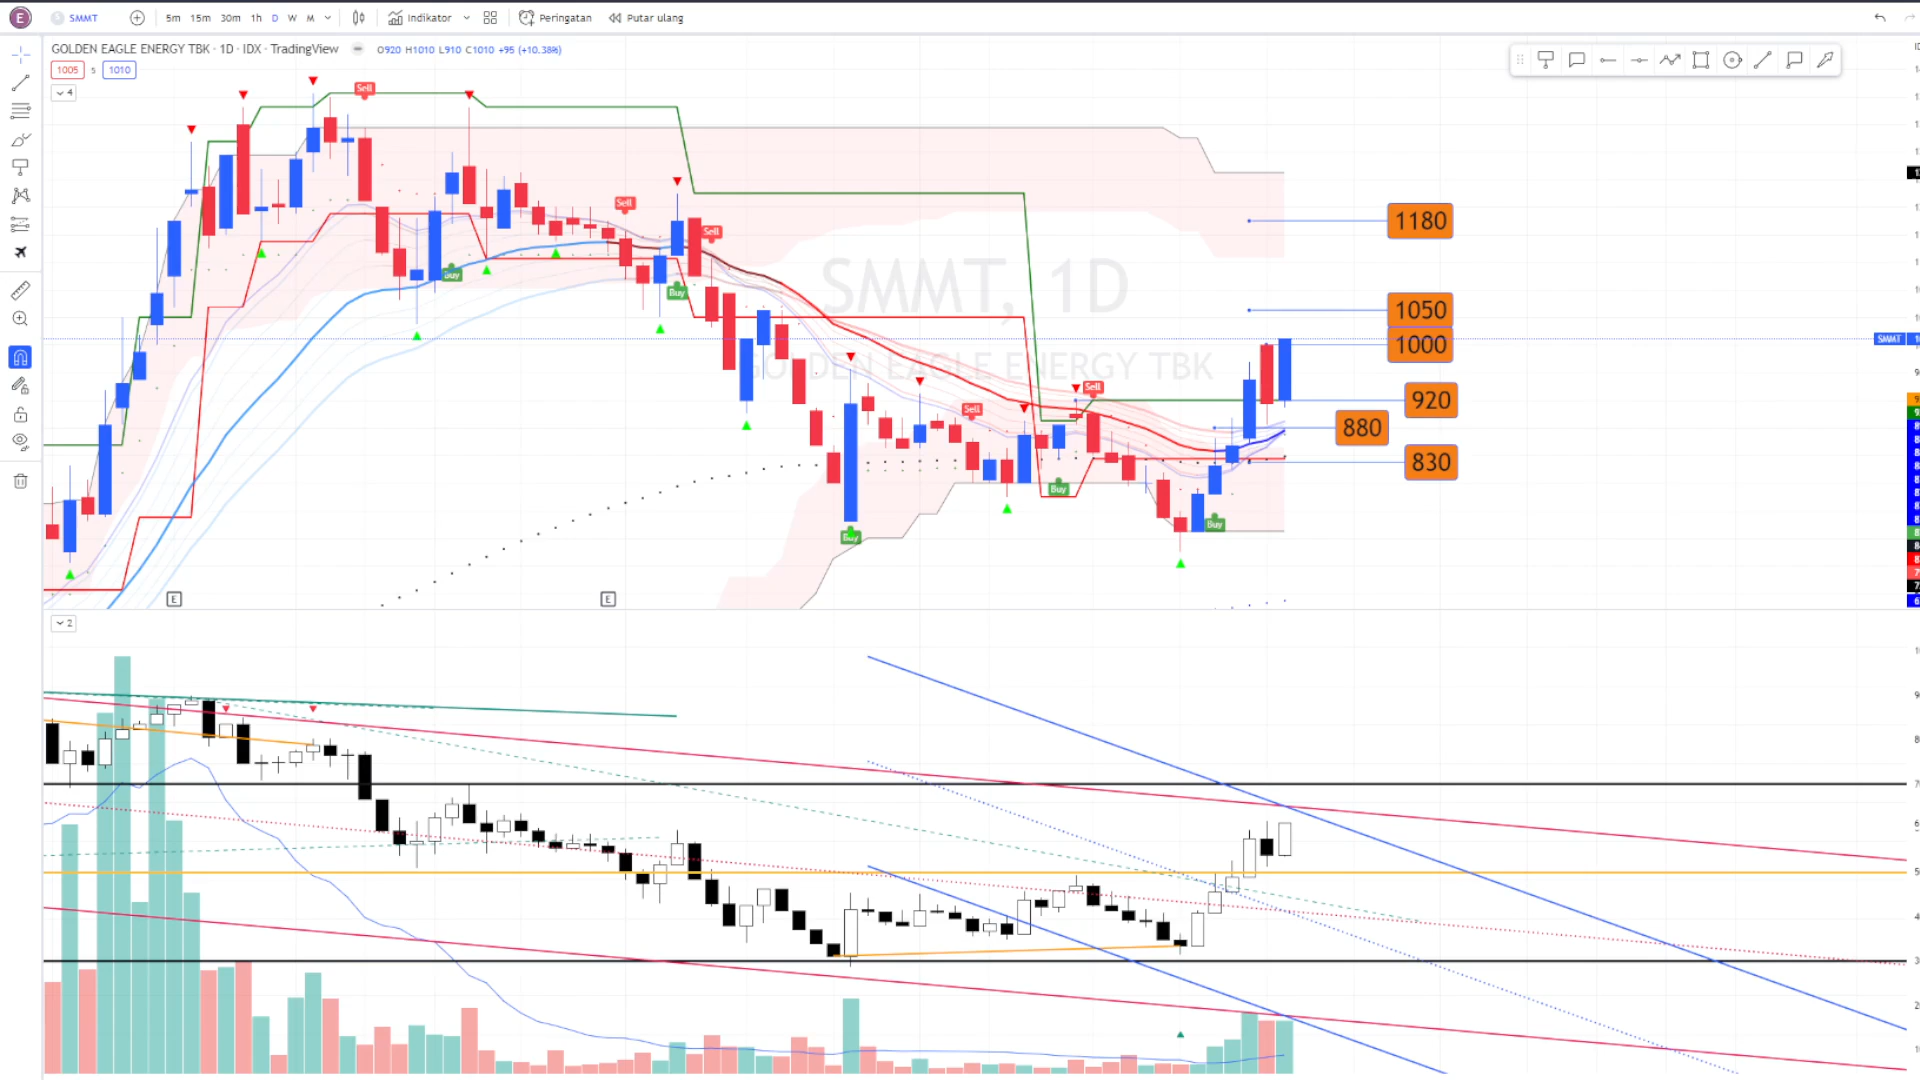 E
SMMT
5m 15m 30m 1h D W M Indikator Peringatan Putar ulang
GOLDEN EAGLE ENERGY TBK · 1D · IDX · TradingView O920 H1010 L910 C1010 +95 (+10.38%)
1005 5 1010
4
Sell
Sell
Sell
Sell
Sell
Buy
Buy
Buy
Buy
Buy
SMMT, 1D
GOLDEN EAGLE ENERGY TBK
1180
1050
1000
920
880
830
SMMT
E
E
2